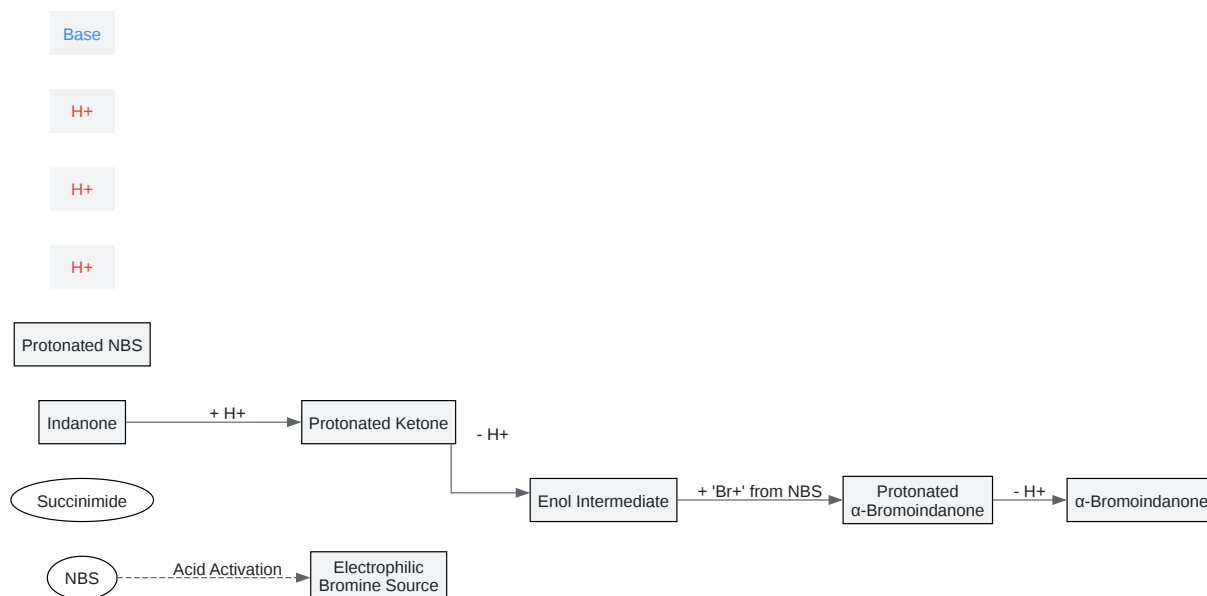 Base
H+
H+
H+
Protonated NBS
Indanone
+ H+
Protonated Ketone
- H+
Succinimide
Enol Intermediate
+ 'Br+' from NBS
Protonated
α-Bromoindanone
- H+
α-Bromoindanone
NBS
Acid Activation
Electrophilic
Bromine Source